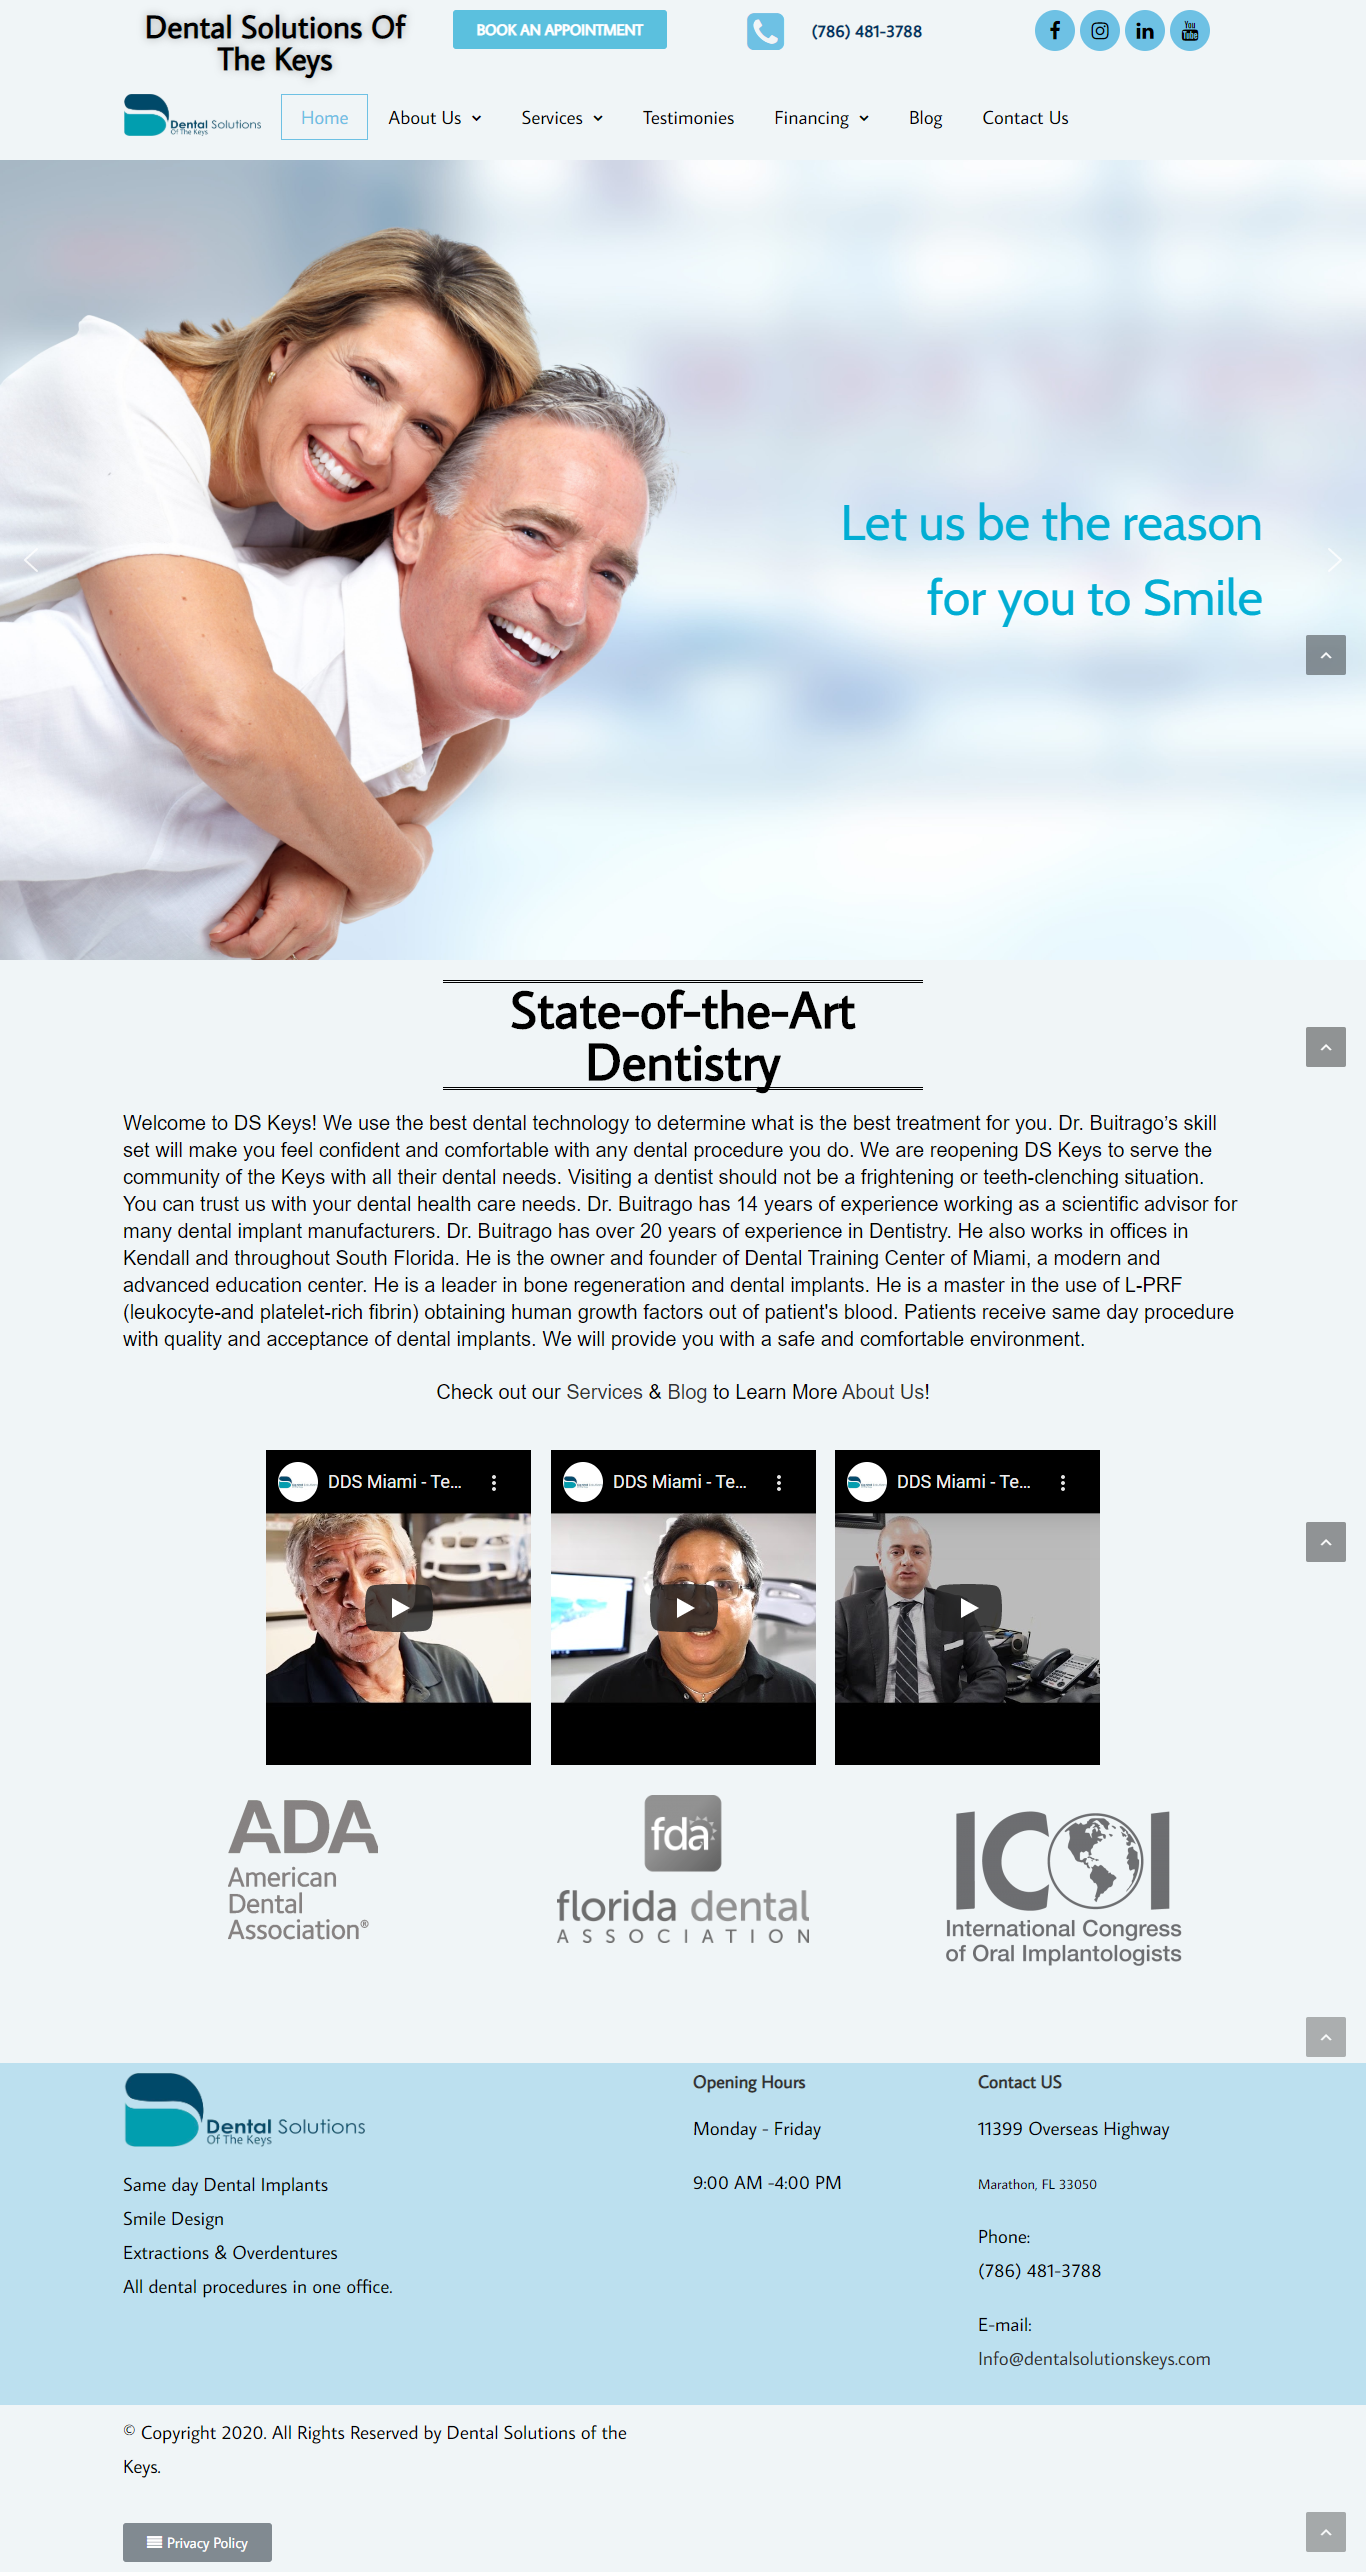 Dental Solutions Of
The Keys
BOOK AN APPOINTMENT
(786) 481-3788
You
Tube
Dental Solutions
Of The Keys
Home
About Us
Services
Testimonies
Financing
Blog
Contact Us
Let us be the reason
for you to Smile
State-of-the-Art
Dentistry
Welcome to DS Keys! We use the best dental technology to determine what is the best treatment for you. Dr. Buitrago’s skill
set will make you feel confident and comfortable with any dental procedure you do. We are reopening DS Keys to serve the
community of the Keys with all their dental needs. Visiting a dentist should not be a frightening or teeth-clenching situation.
You can trust us with your dental health care needs. Dr. Buitrago has 14 years of experience working as a scientific advisor for
many dental implant manufacturers. Dr. Buitrago has over 20 years of experience in Dentistry. He also works in offices in
Kendall and throughout South Florida. He is the owner and founder of Dental Training Center of Miami, a modern and
advanced education center. He is a leader in bone regeneration and dental implants. He is a master in the use of L-PRF
(leukocyte-and platelet-rich fibrin) obtaining human growth factors out of patient's blood. Patients receive same day procedure
with quality and acceptance of dental implants. We will provide you with a safe and comfortable environment.
Check out our Services & Blog to Learn More About Us!
DDS Miami - Te...
DDS Miami - Te...
DDS Miami - Te...
ADA
American
Dental
Association®
fda
florida dental
ASSOCIATION
ICOI
International Congress
of Oral Implantologists
Dental Solutions
Of The Keys
Same day Dental Implants
Smile Design
Extractions & Overdentures
All dental procedures in one office.
Opening Hours
Monday - Friday
9:00 AM -4:00 PM
Contact US
11399 Overseas Highway
Marathon, FL 33050
Phone:
(786) 481-3788
E-mail:
Info@dentalsolutionskeys.com
© Copyright 2020. All Rights Reserved by Dental Solutions of the
Keys.
Privacy Policy